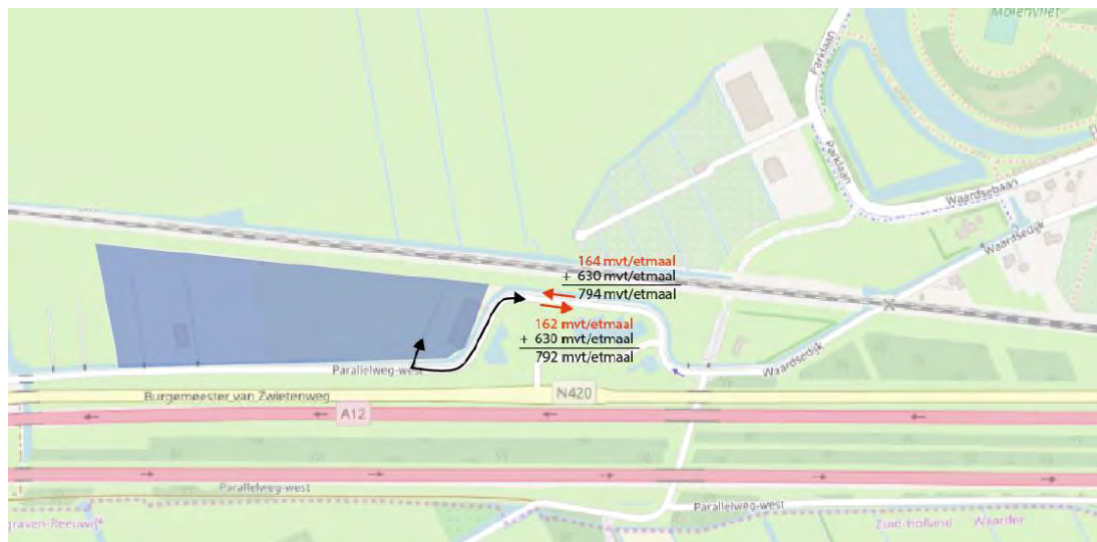 Molenvliet
Parklaan
Parklaan
Waardsebaan
Waardsedijk
164 mvt/etmaal
+ 630 mvt/etmaal
794 mvt/etmaal
162 mvt/etmaal
+ 630 mvt/etmaal
792 mvt/etmaal
Parallelweg-west
Waardsedijk
Burgemeester van Zwietenweg
N420
A12
Parallelweg-west
Parallelweg-west
graven-Reeuwijk
Zuid-Holland
Waarder